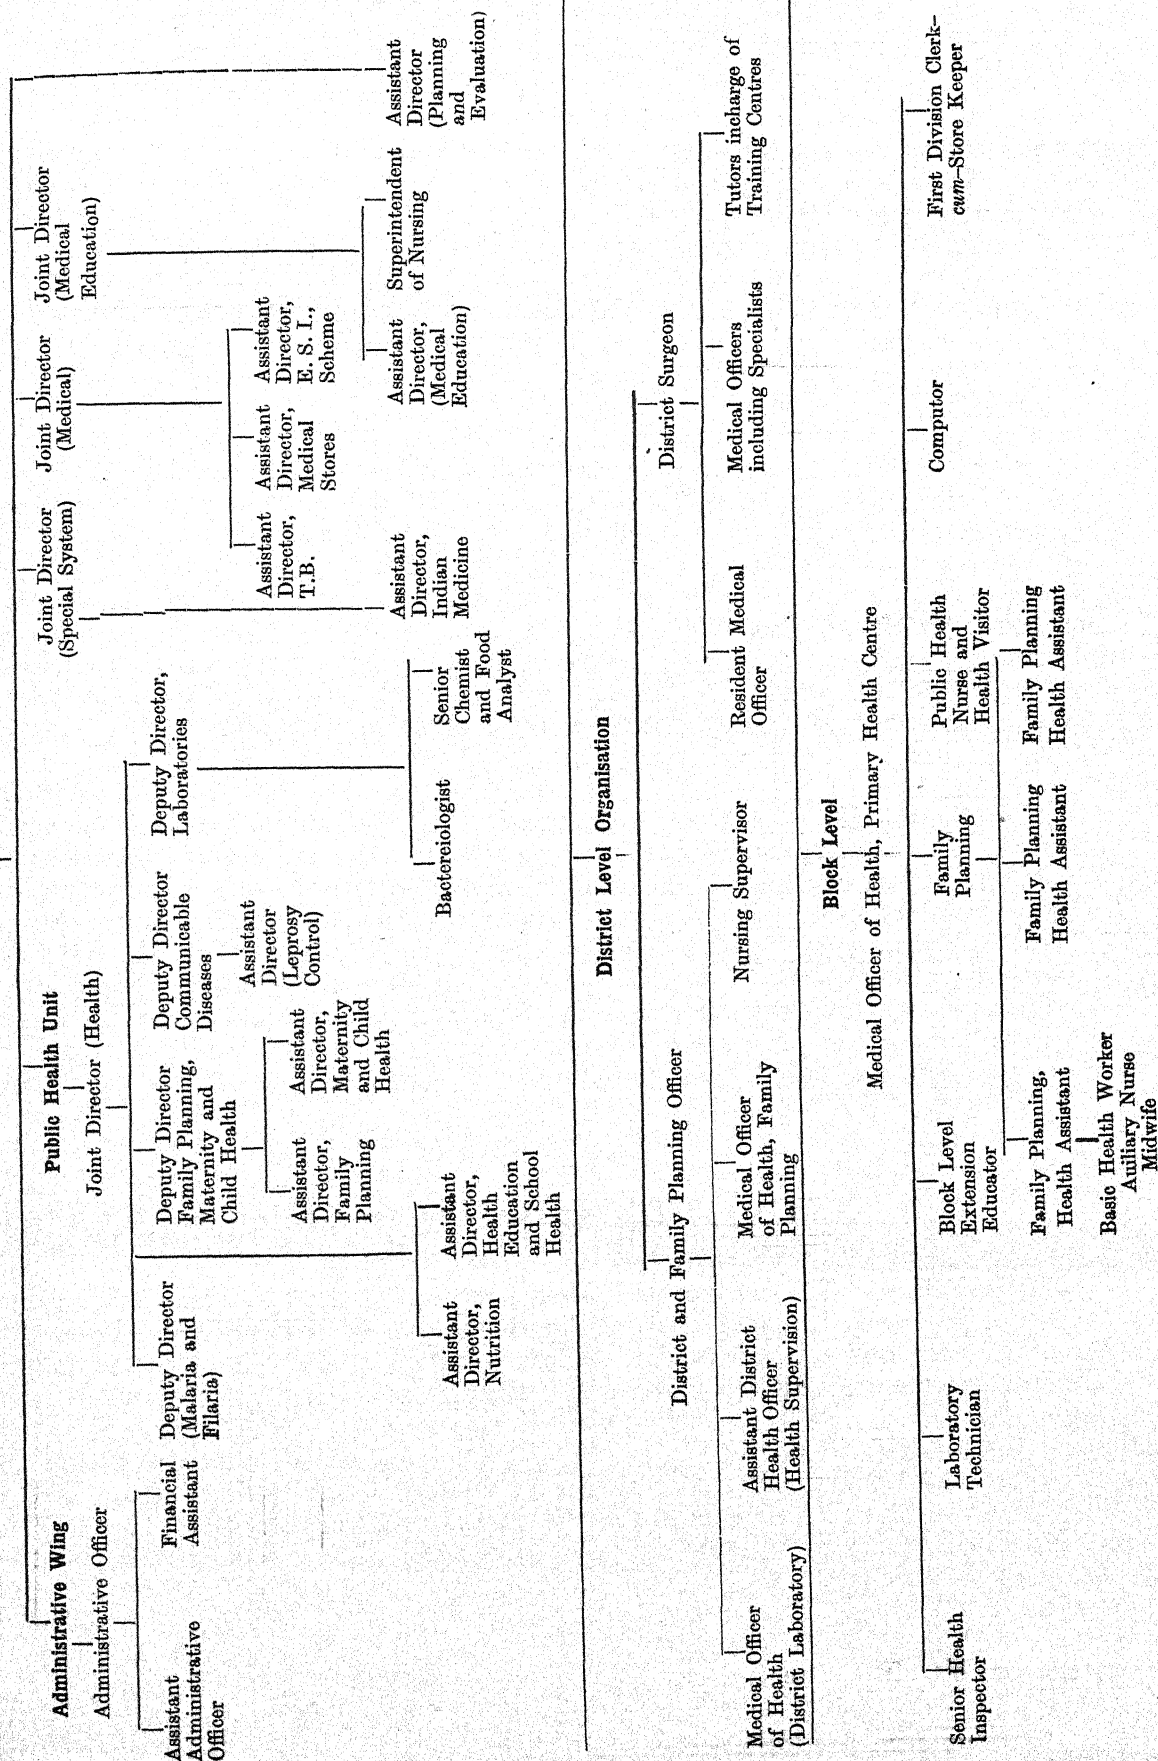 Administrative Wing
Administrative Officer
Assistant
Administrative
Officer
Financial
Assistant
Public Health Unit
Joint Director (Health)
Deputy Director
(Malaria and
Filaria)
Deputy Director
Family Planning,
Maternity and
Child Health
Deputy Director
Communicable
Diseases
Deputy Director,
Laboratories
Assistant
Director,
Family
Planning
Assistant
Director,
Maternity
and Child
Health
Assistant
Director
(Leprosy
Control)
Assistant
Director,
Nutrition
Assistant
Director,
Health
Education
and School
Health
Bactereiologist
Senior
Chemist
and Food
Analyst
Joint Director
(Special System)
Assistant
Director,
Indian
Medicine
Joint Director
(Medical)
Assistant
Director,
T.B.
Assistant
Director,
Medical
Stores
Assistant
Director,
E. S. I.,
Scheme
Joint Director
(Medical
Education)
Assistant
Director,
(Medical
Education)
Superintendent
of Nursing
Assistant
Director
(Planning
and
Evaluation)
District Level Organisation
District and Family Planning Officer
Medical Officer
of Health
(District Laboratory)
Assistant District
Health Officer
(Health Supervision)
Medical Officer
of Health, Family
Planning
Nursing Supervisor
District Surgeon
Resident Medical
Officer
Medical Officers
including Specialists
Tutors incharge of
Training Centres
Block Level
Medical Officer of Health, Primary Health Centre
Senior Health
Inspector
Laboratory
Technician
Block Level
Extension
Educator
Family
Planning
Public Health
Nurse and
Health Visitor
Computor
First Division Clerk–
cum–Store Keeper
Family Planning,
Health Assistant
Family Planning
Health Assistant
Family Planning
Health Assistant
Basic Health Worker
Auiliary Nurse
Midwife